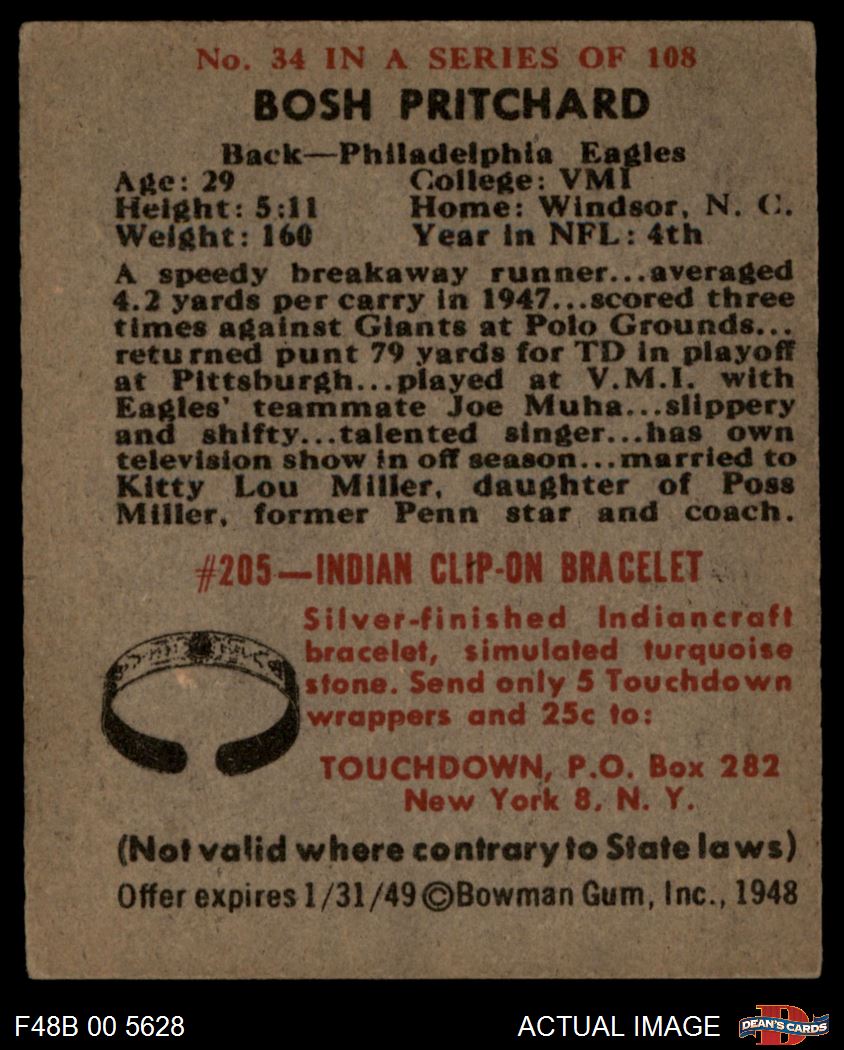 No. 34 IN A SERIES OF 108
BOSH PRITCHARD
Back—Philadelphia Eagles
Age: 29 College: VMI
Height: 5:11 Home: Windsor, N. C.
Weight: 160 Year in NFL: 4th
A speedy breakaway runner...averaged
4.2 yards per carry in 1947...scored three
times against Giants at Polo Grounds...
returned punt 79 yards for TD in playoff
at Pittsburgh...played at V.M.I. with
Eagles' teammate Joe Muha...slippery
and shifty...talented singer...has own
television show in off season...married to
Kitty Lou Miller, daughter of Poss
Miller, former Penn star and coach.
#205—INDIAN CLIP-ON BRACELET
Silver-finished Indiancraft
bracelet, simulated turquoise
stone. Send only 5 Touchdown
wrappers and 25c to:
TOUCHDOWN, P.O. Box 282
New York 8, N. Y.
(Not valid where contrary to State laws)
Offer expires 1/31/49 ©Bowman Gum, Inc., 1948
F48B 00 5628 ACTUAL IMAGE DEAN'S CARDS